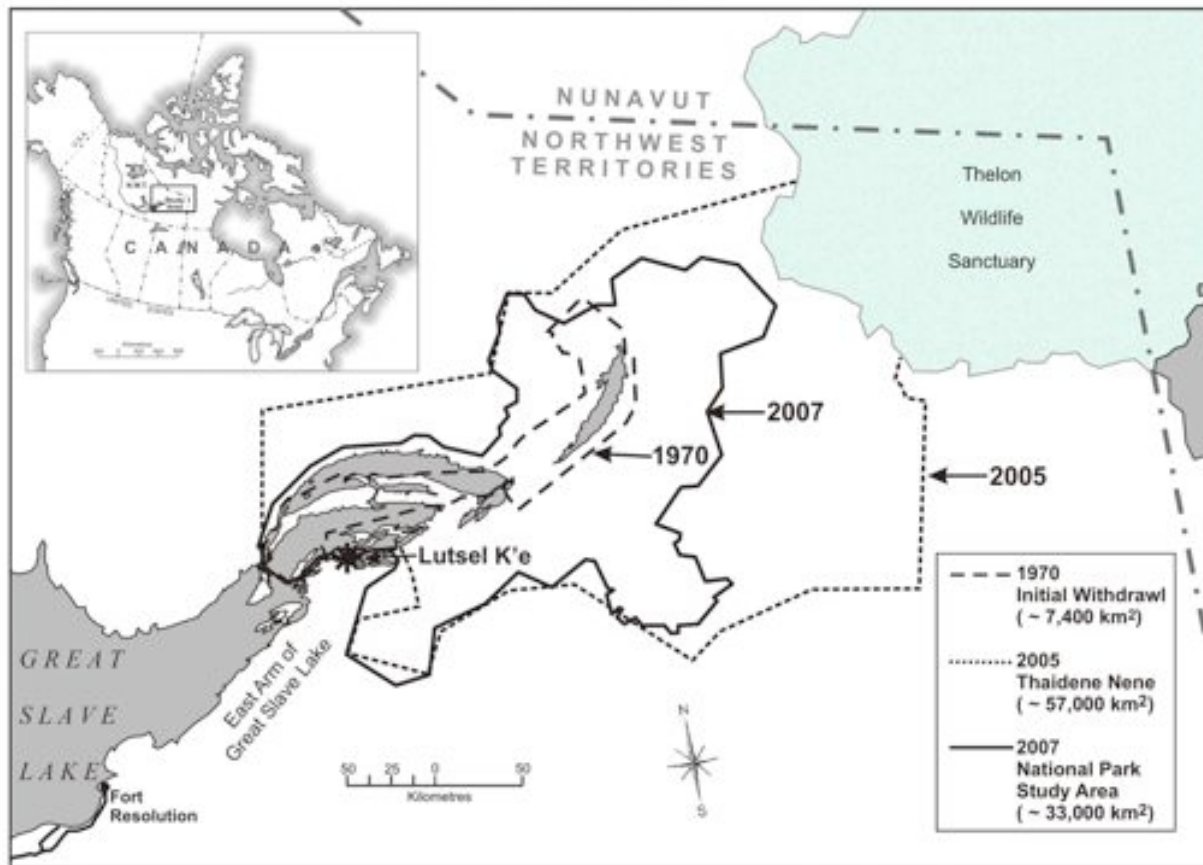 NUNAVUT
NORTHWEST
TERRITORIES
Thelon
Wildlife
Sanctuary
C A N A D A
2007
1970
2005
Lutsel K'e
East Arm of
Great Slave Lake
GREAT
SLAVE
LAKE
Fort
Resolution
N
S
50 25 0 50
Kilometres
1970
Initial Withdrawl
( ~ 7,400 km²)
2005
Thaidene Nene
( ~ 57,000 km²)
2007
National Park
Study Area
( ~ 33,000 km²)